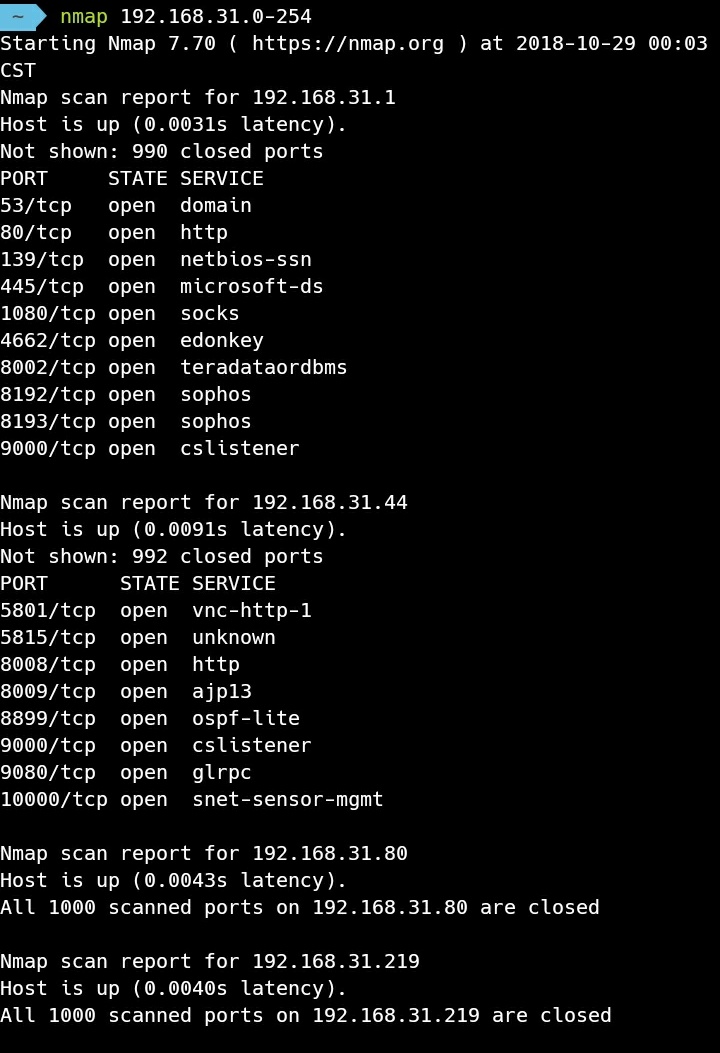 ~ nmap 192.168.31.0-254
Starting Nmap 7.70 ( https://nmap.org ) at 2018-10-29 00:03
CST
Nmap scan report for 192.168.31.1
Host is up (0.0031s latency).
Not shown: 990 closed ports
PORT     STATE SERVICE
53/tcp   open  domain
80/tcp   open  http
139/tcp  open  netbios-ssn
445/tcp  open  microsoft-ds
1080/tcp open  socks
4662/tcp open  edonkey
8002/tcp open  teradataordbms
8192/tcp open  sophos
8193/tcp open  sophos
9000/tcp open  cslistener

Nmap scan report for 192.168.31.44
Host is up (0.0091s latency).
Not shown: 992 closed ports
PORT      STATE SERVICE
5801/tcp  open  vnc-http-1
5815/tcp  open  unknown
8008/tcp  open  http
8009/tcp  open  ajp13
8899/tcp  open  ospf-lite
9000/tcp  open  cslistener
9080/tcp  open  glrpc
10000/tcp open  snet-sensor-mgmt

Nmap scan report for 192.168.31.80
Host is up (0.0043s latency).
All 1000 scanned ports on 192.168.31.80 are closed

Nmap scan report for 192.168.31.219
Host is up (0.0040s latency).
All 1000 scanned ports on 192.168.31.219 are closed